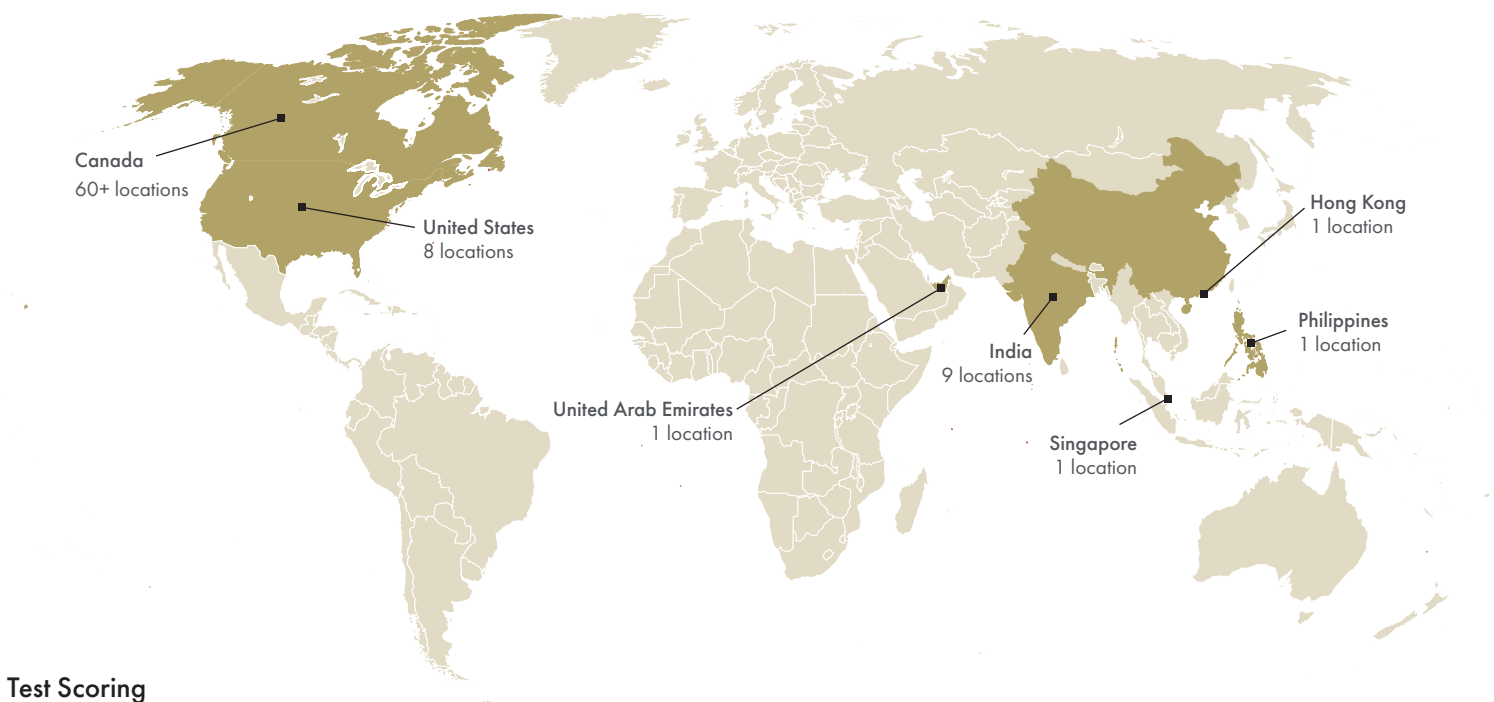 Canada
60+ locations
United States
8 locations
Hong Kong
1 location
Philippines
1 location
India
9 locations
United Arab Emirates
1 location
Singapore
1 location
Test Scoring